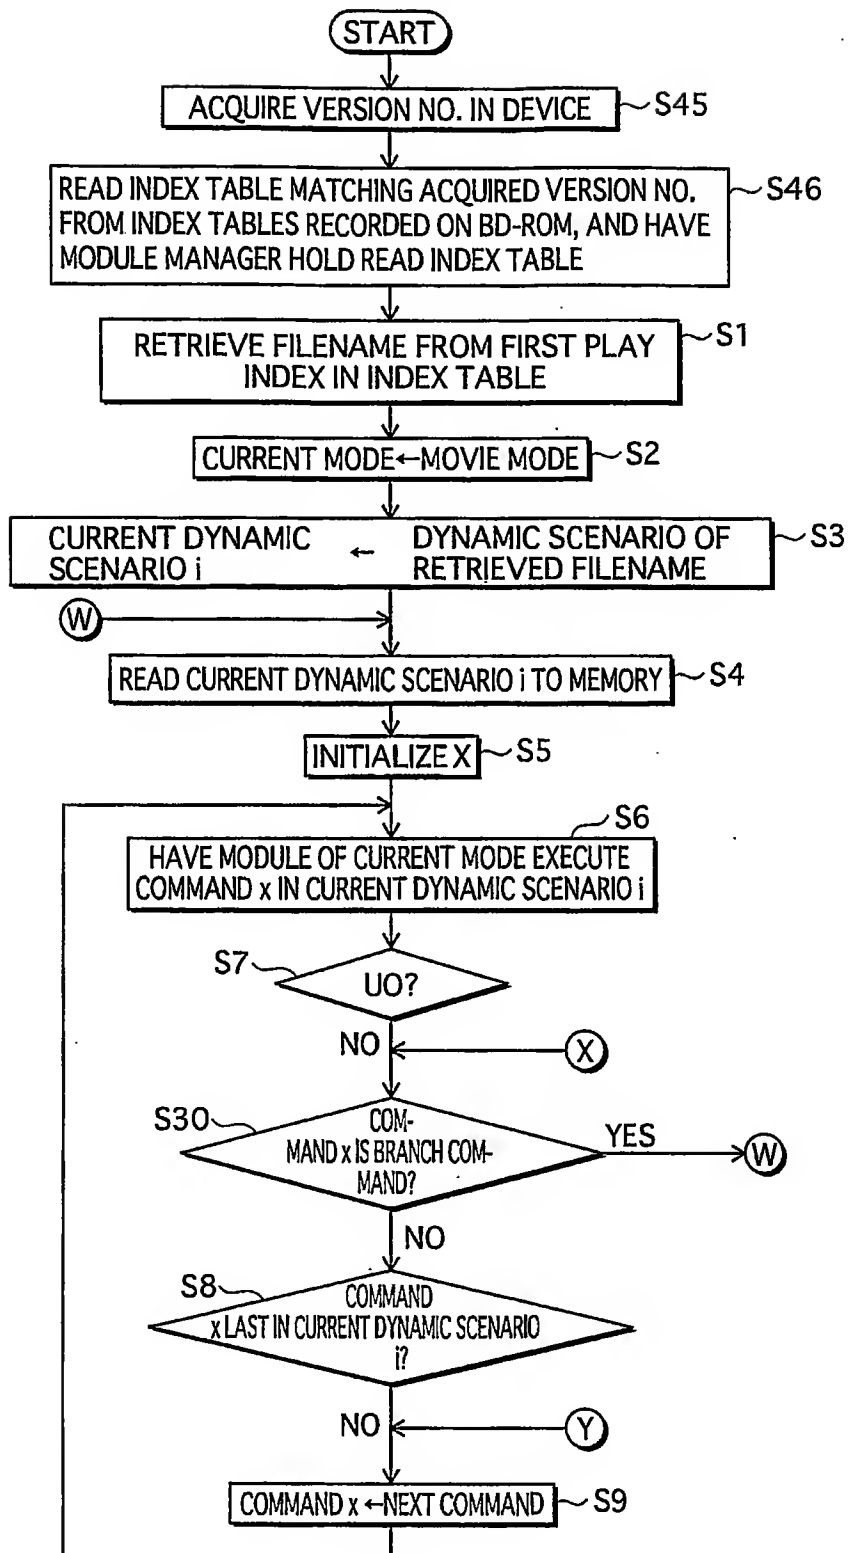 START
ACQUIRE VERSION NO. IN DEVICE
S45
READ INDEX TABLE MATCHING ACQUIRED VERSION NO.
FROM INDEX TABLES RECORDED ON BD-ROM, AND HAVE
MODULE MANAGER HOLD READ INDEX TABLE
S46
RETRIEVE FILENAME FROM FIRST PLAY
INDEX IN INDEX TABLE
S1
CURRENT MODE←MOVIE MODE
S2
CURRENT DYNAMIC
SCENARIO i
←
DYNAMIC SCENARIO OF
RETRIEVED FILENAME
S3
W
READ CURRENT DYNAMIC SCENARIO i TO MEMORY
S4
INITIALIZE X
S5
S6
HAVE MODULE OF CURRENT MODE EXECUTE
COMMAND x IN CURRENT DYNAMIC SCENARIO i
S7
UO?
NO
X
S30
COM-
MAND x IS BRANCH COM-
MAND?
YES
W
NO
S8
COMMAND
x LAST IN CURRENT DYNAMIC SCENARIO
i?
NO
Y
COMMAND x ←NEXT COMMAND
S9